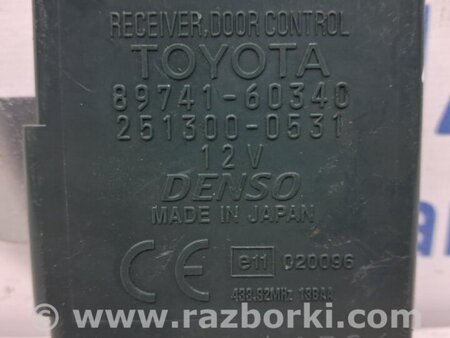 RECEIVER,DOOR CONTROL
TOYOTA
89741-60340
251300-0531
12V
DENSO
MADE IN JAPAN
CE e11 020096
433.92MHz 13BAA
© www.razborki.com